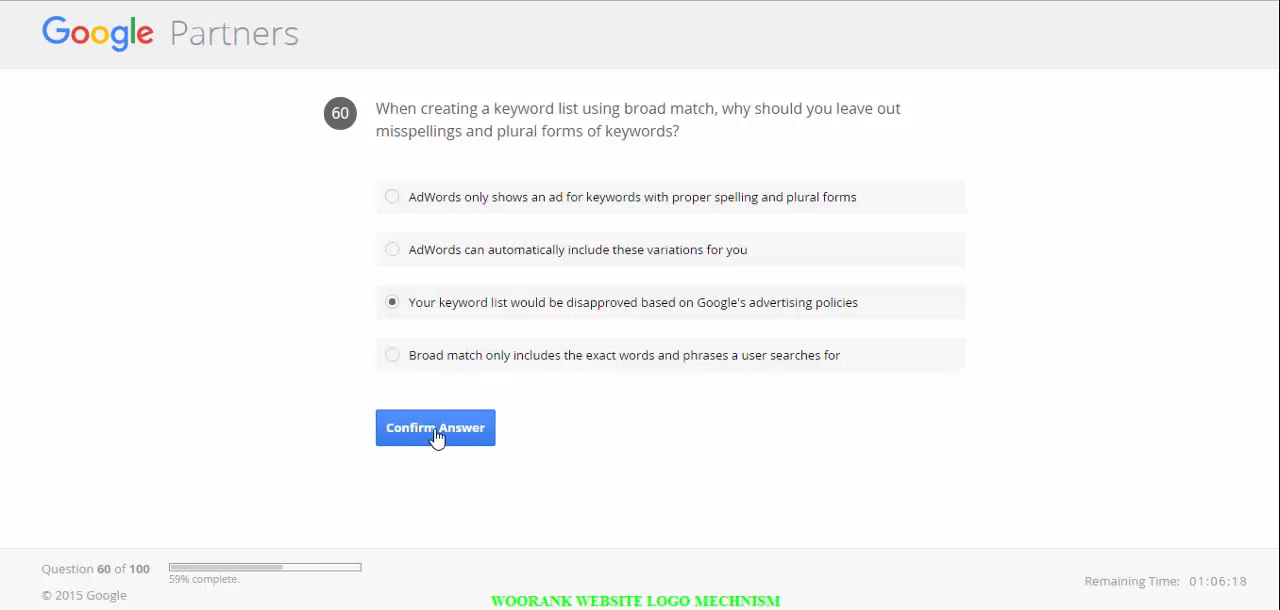 Google Partners
60 When creating a keyword list using broad match, why should you leave out
misspellings and plural forms of keywords?
AdWords only shows an ad for keywords with proper spelling and plural forms
AdWords can automatically include these variations for you
Your keyword list would be disapproved based on Google's advertising policies
Broad match only includes the exact words and phrases a user searches for
Confirm Answer
Question 60 of 100
59% complete.
Remaining Time: 01:06:18
© 2015 Google
WOORANK WEBSITE LOGO MECHNISM